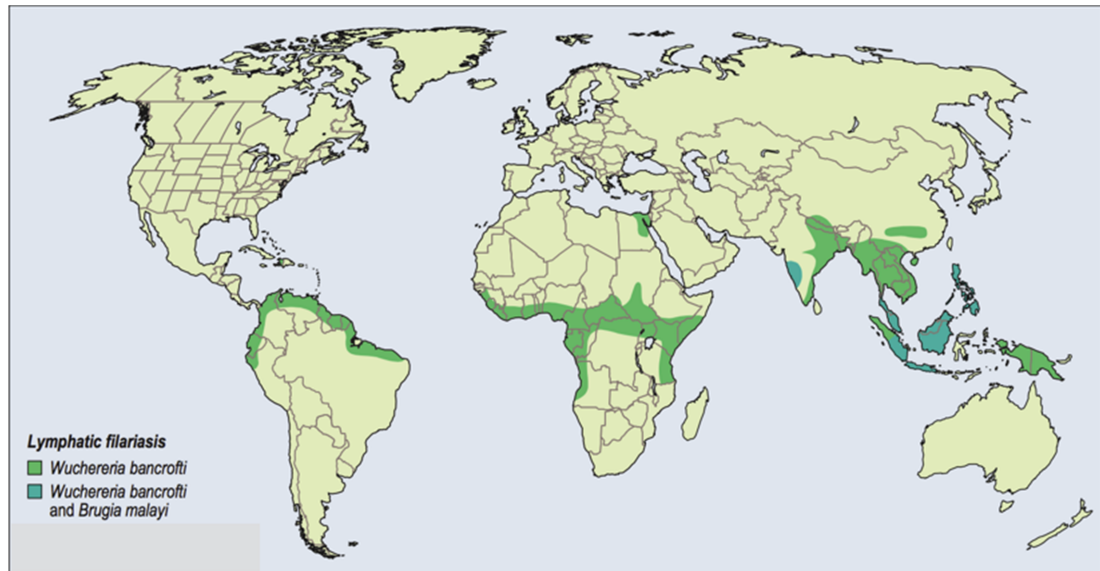 Lymphatic filariasis
Wuchereria bancrofti
Wuchereria bancrofti
and Brugia malayi